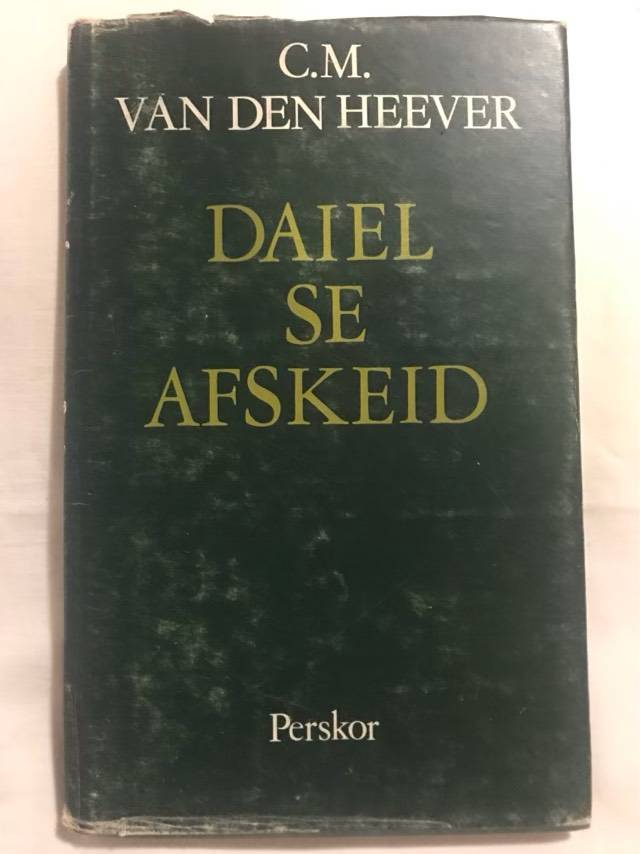 C.M.
VAN DEN HEEVER
DAIEL
SE
AFSKEID
Perskor